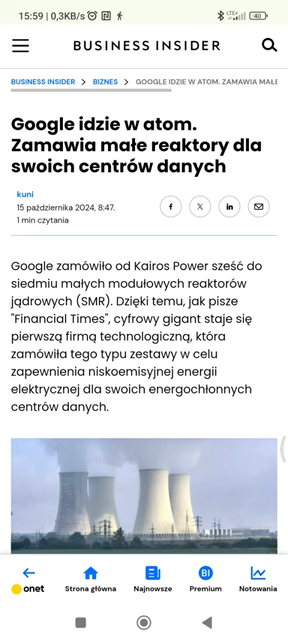 15:59 | 0,3KB/s
LTE+
40
BUSINESS INSIDER
BUSINESS INSIDER > BIZNES > GOOGLE IDZIE W ATOM. ZAMAWIA MAŁE
Google idzie w atom.
Zamawia małe reaktory dla
swoich centrów danych
kuni
15 października 2024, 8:47.
1 min czytania
Google zamówiło od Kairos Power sześć do
siedmiu małych modułowych reaktorów
jądrowych (SMR). Dzięki temu, jak pisze
"Financial Times", cyfrowy gigant staje się
pierwszą firmą technologiczną, która
zamówiła tego typu zestawy w celu
zapewnienia niskoemisyjnej energii
elektrycznej dla swoich energochłonnych
centrów danych.
BI
onet Strona główna Najnowsze Premium Notowania